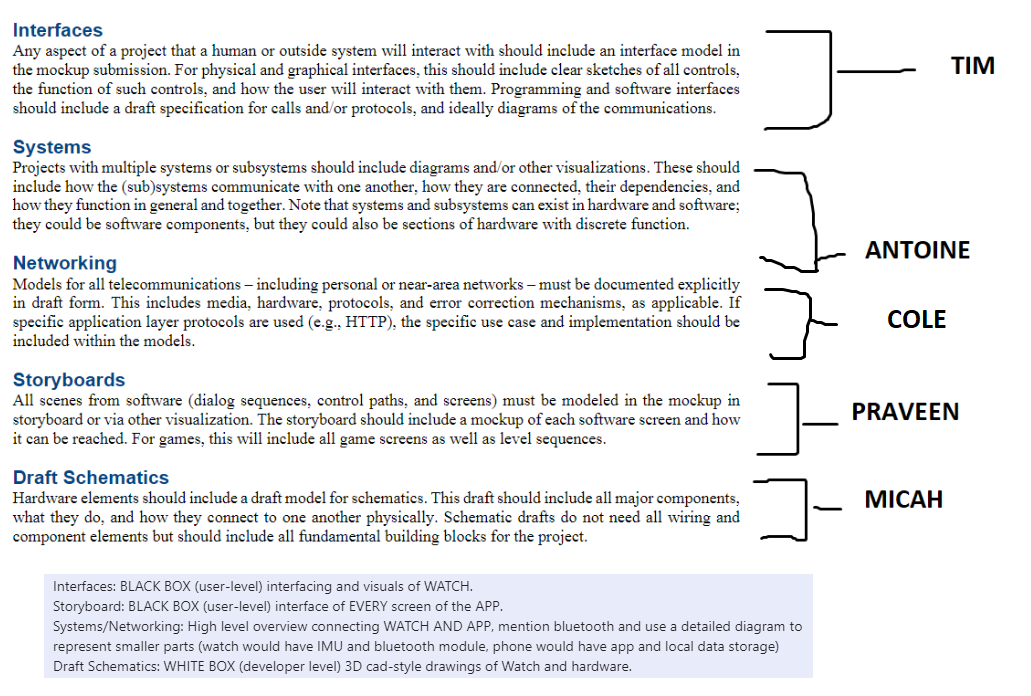 Interfaces
Any aspect of a project that a human or outside system will interact with should include an interface model in
the mockup submission. For physical and graphical interfaces, this should include clear sketches of all controls,
the function of such controls, and how the user will interact with them. Programming and software interfaces
should include a draft specification for calls and/or protocols, and ideally diagrams of the communications.
TIM
Systems
Projects with multiple systems or subsystems should include diagrams and/or other visualizations. These should
include how the (sub)systems communicate with one another, how they are connected, their dependencies, and
how they function in general and together. Note that systems and subsystems can exist in hardware and software;
they could be software components, but they could also be sections of hardware with discrete function.
ANTOINE
Networking
Models for all telecommunications – including personal or near-area networks – must be documented explicitly
in draft form. This includes media, hardware, protocols, and error correction mechanisms, as applicable. If
specific application layer protocols are used (e.g., HTTP), the specific use case and implementation should be
included within the models.
COLE
Storyboards
All scenes from software (dialog sequences, control paths, and screens) must be modeled in the mockup in
storyboard or via other visualization. The storyboard should include a mockup of each software screen and how
it can be reached. For games, this will include all game screens as well as level sequences.
PRAVEEN
Draft Schematics
Hardware elements should include a draft model for schematics. This draft should include all major components,
what they do, and how they connect to one another physically. Schematic drafts do not need all wiring and
component elements but should include all fundamental building blocks for the project.
MICAH
Interfaces: BLACK BOX (user-level) interfacing and visuals of WATCH.
Storyboard: BLACK BOX (user-level) interface of EVERY screen of the APP.
Systems/Networking: High level overview connecting WATCH AND APP, mention bluetooth and use a detailed diagram to
represent smaller parts (watch would have IMU and bluetooth module, phone would have app and local data storage)
Draft Schematics: WHITE BOX (developer level) 3D cad-style drawings of Watch and hardware.